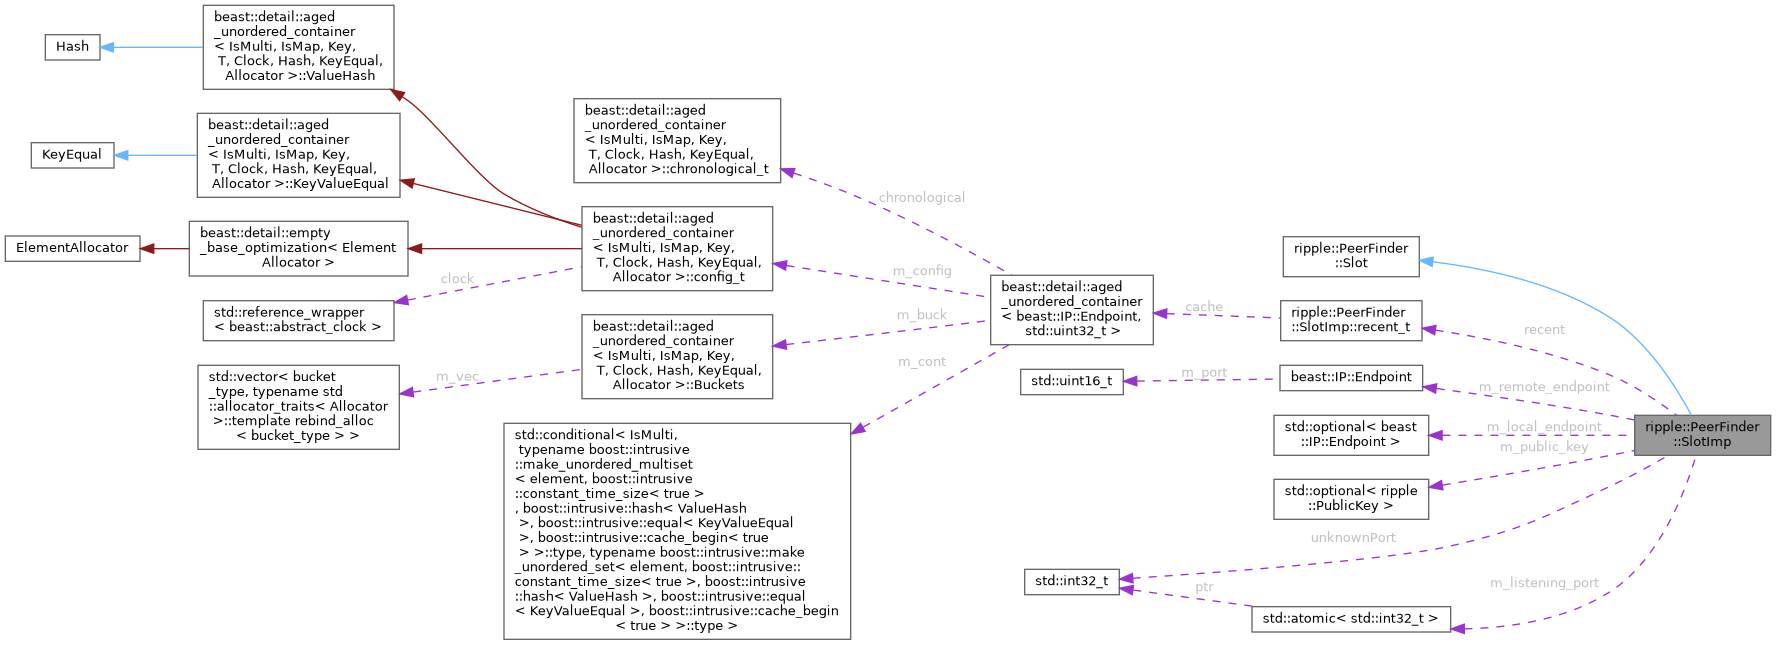 beast::detail::aged
_unordered_container
< IsMulti, IsMap, Key,
T, Clock, Hash, KeyEqual,
Allocator >::ValueHash
Hash
beast::detail::aged
_unordered_container
< IsMulti, IsMap, Key,
T, Clock, Hash, KeyEqual,
Allocator >::KeyValueEqual
KeyEqual
beast::detail::empty
_base_optimization< Element
Allocator >
ElementAllocator
std::reference_wrapper
< beast::abstract_clock >
clock
std::vector< bucket
_type, typename std
::allocator_traits< Allocator
>::template rebind_alloc
< bucket_type > >
m_vec
beast::detail::aged
_unordered_container
< IsMulti, IsMap, Key,
T, Clock, Hash, KeyEqual,
Allocator >::chronological_t
beast::detail::aged
_unordered_container
< IsMulti, IsMap, Key,
T, Clock, Hash, KeyEqual,
Allocator >::config_t
beast::detail::aged
_unordered_container
< IsMulti, IsMap, Key,
T, Clock, Hash, KeyEqual,
Allocator >::Buckets
std::conditional< IsMulti,
typename boost::intrusive
::make_unordered_multiset
< element, boost::intrusive
::constant_time_size< true >
, boost::intrusive::hash< ValueHash
>, boost::intrusive::equal< KeyValueEqual
>, boost::intrusive::cache_begin< true
> >::type, typename boost::intrusive::make
_unordered_set< element, boost::intrusive::
constant_time_size< true >, boost::intrusive
::hash< ValueHash >, boost::intrusive::equal
< KeyValueEqual >, boost::intrusive::cache_begin
< true > >::type >
chronological
m_config
m_buck
m_cont
beast::detail::aged
_unordered_container
< beast::IP::Endpoint,
std::uint32_t >
cache
std::uint16_t
m_port
ripple::PeerFinder
::Slot
ripple::PeerFinder
::SlotImp::recent_t
beast::IP::Endpoint
std::optional< beast
::IP::Endpoint >
std::optional< ripple
::PublicKey >
std::int32_t
ptr
std::atomic< std::int32_t >
recent
m_remote_endpoint
m_local_endpoint
m_public_key
unknownPort
m_listening_port
ripple::PeerFinder
::SlotImp